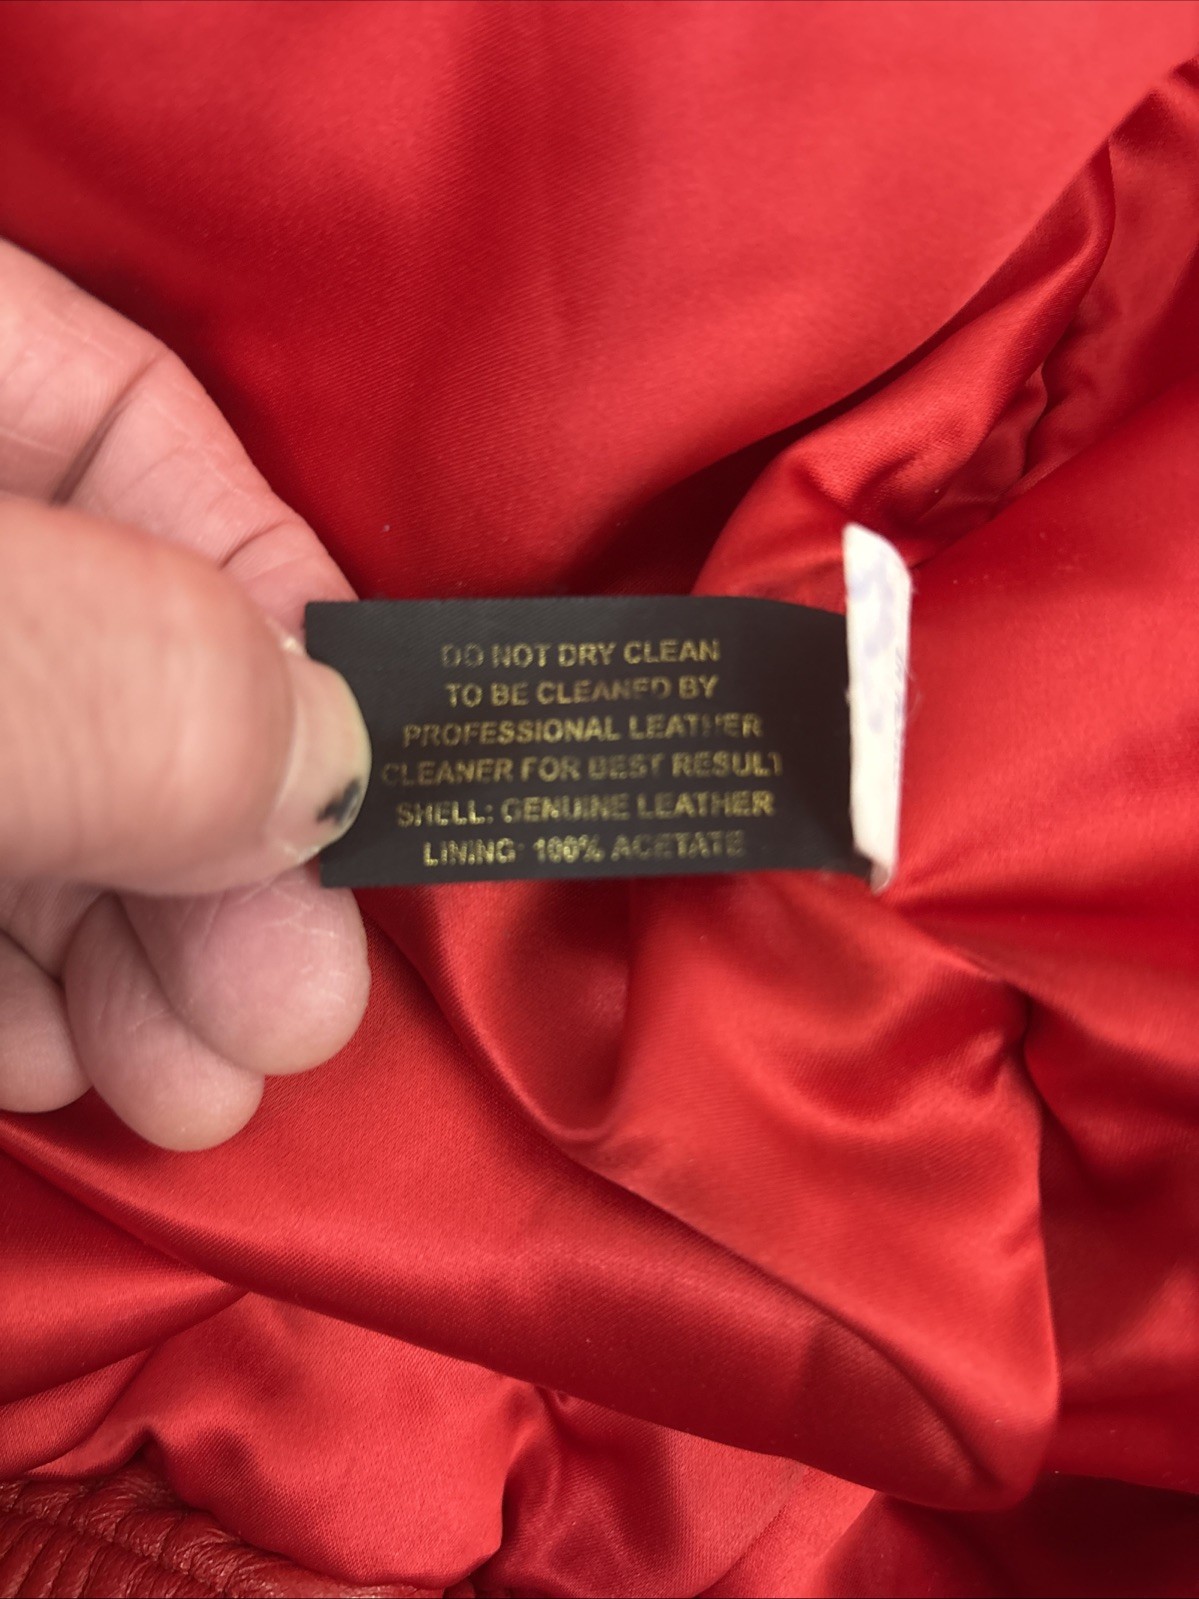 DO NOT DRY CLEAN
TO BE CLEANED BY
PROFESSIONAL LEATHER
CLEANER FOR BEST RESULT
SHELL: GENUINE LEATHER
LINING: 100% ACETATE